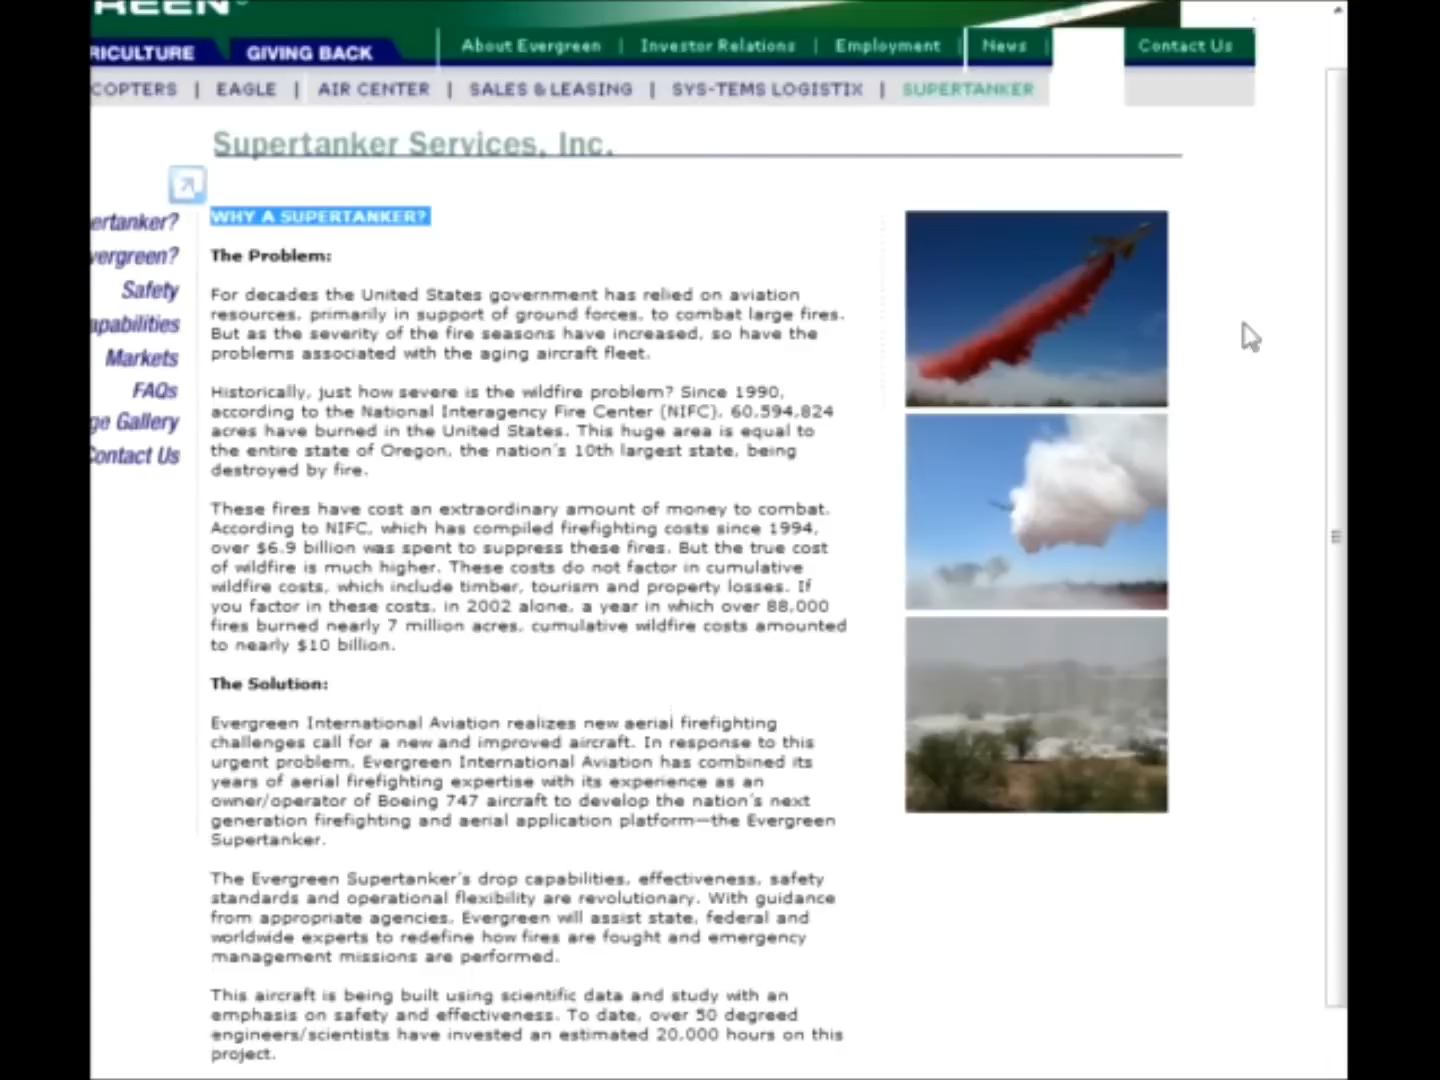 RICULTURE
GIVING BACK
About Evergreen | Investor Relations | Employment | News | Contact Us
COPTERS | EAGLE | AIR CENTER | SALES & LEASING | SYS-TEMS LOGISTIX | SUPERTANKER
Supertanker Services, Inc.
ertanker?
vergreen?
Safety
apabilities
Markets
FAQs
ge Gallery
Contact Us
WHY A SUPERTANKER?
The Problem:
For decades the United States government has relied on aviation
resources, primarily in support of ground forces, to combat large fires.
But as the severity of the fire seasons have increased, so have the
problems associated with the aging aircraft fleet.
Historically, just how severe is the wildfire problem? Since 1990,
according to the National Interagency Fire Center (NIFC), 60,594,824
acres have burned in the United States. This huge area is equal to
the entire state of Oregon, the nation's 10th largest state, being
destroyed by fire.
These fires have cost an extraordinary amount of money to combat.
According to NIFC, which has compiled firefighting costs since 1994,
over $6.9 billion was spent to suppress these fires. But the true cost
of wildfire is much higher. These costs do not factor in cumulative
wildfire costs, which include timber, tourism and property losses. If
you factor in these costs, in 2002 alone, a year in which over 88,000
fires burned nearly 7 million acres, cumulative wildfire costs amounted
to nearly $10 billion.
The Solution:
Evergreen International Aviation realizes new aerial firefighting
challenges call for a new and improved aircraft. In response to this
urgent problem, Evergreen International Aviation has combined its
years of aerial firefighting expertise with its experience as an
owner/operator of Boeing 747 aircraft to develop the nation's next
generation firefighting and aerial application platform—the Evergreen
Supertanker.
The Evergreen Supertanker's drop capabilities, effectiveness, safety
standards and operational flexibility are revolutionary. With guidance
from appropriate agencies, Evergreen will assist state, federal and
worldwide experts to redefine how fires are fought and emergency
management missions are performed.
This aircraft is being built using scientific data and study with an
emphasis on safety and effectiveness. To date, over 50 degreed
engineers/scientists have invested an estimated 20,000 hours on this
project.